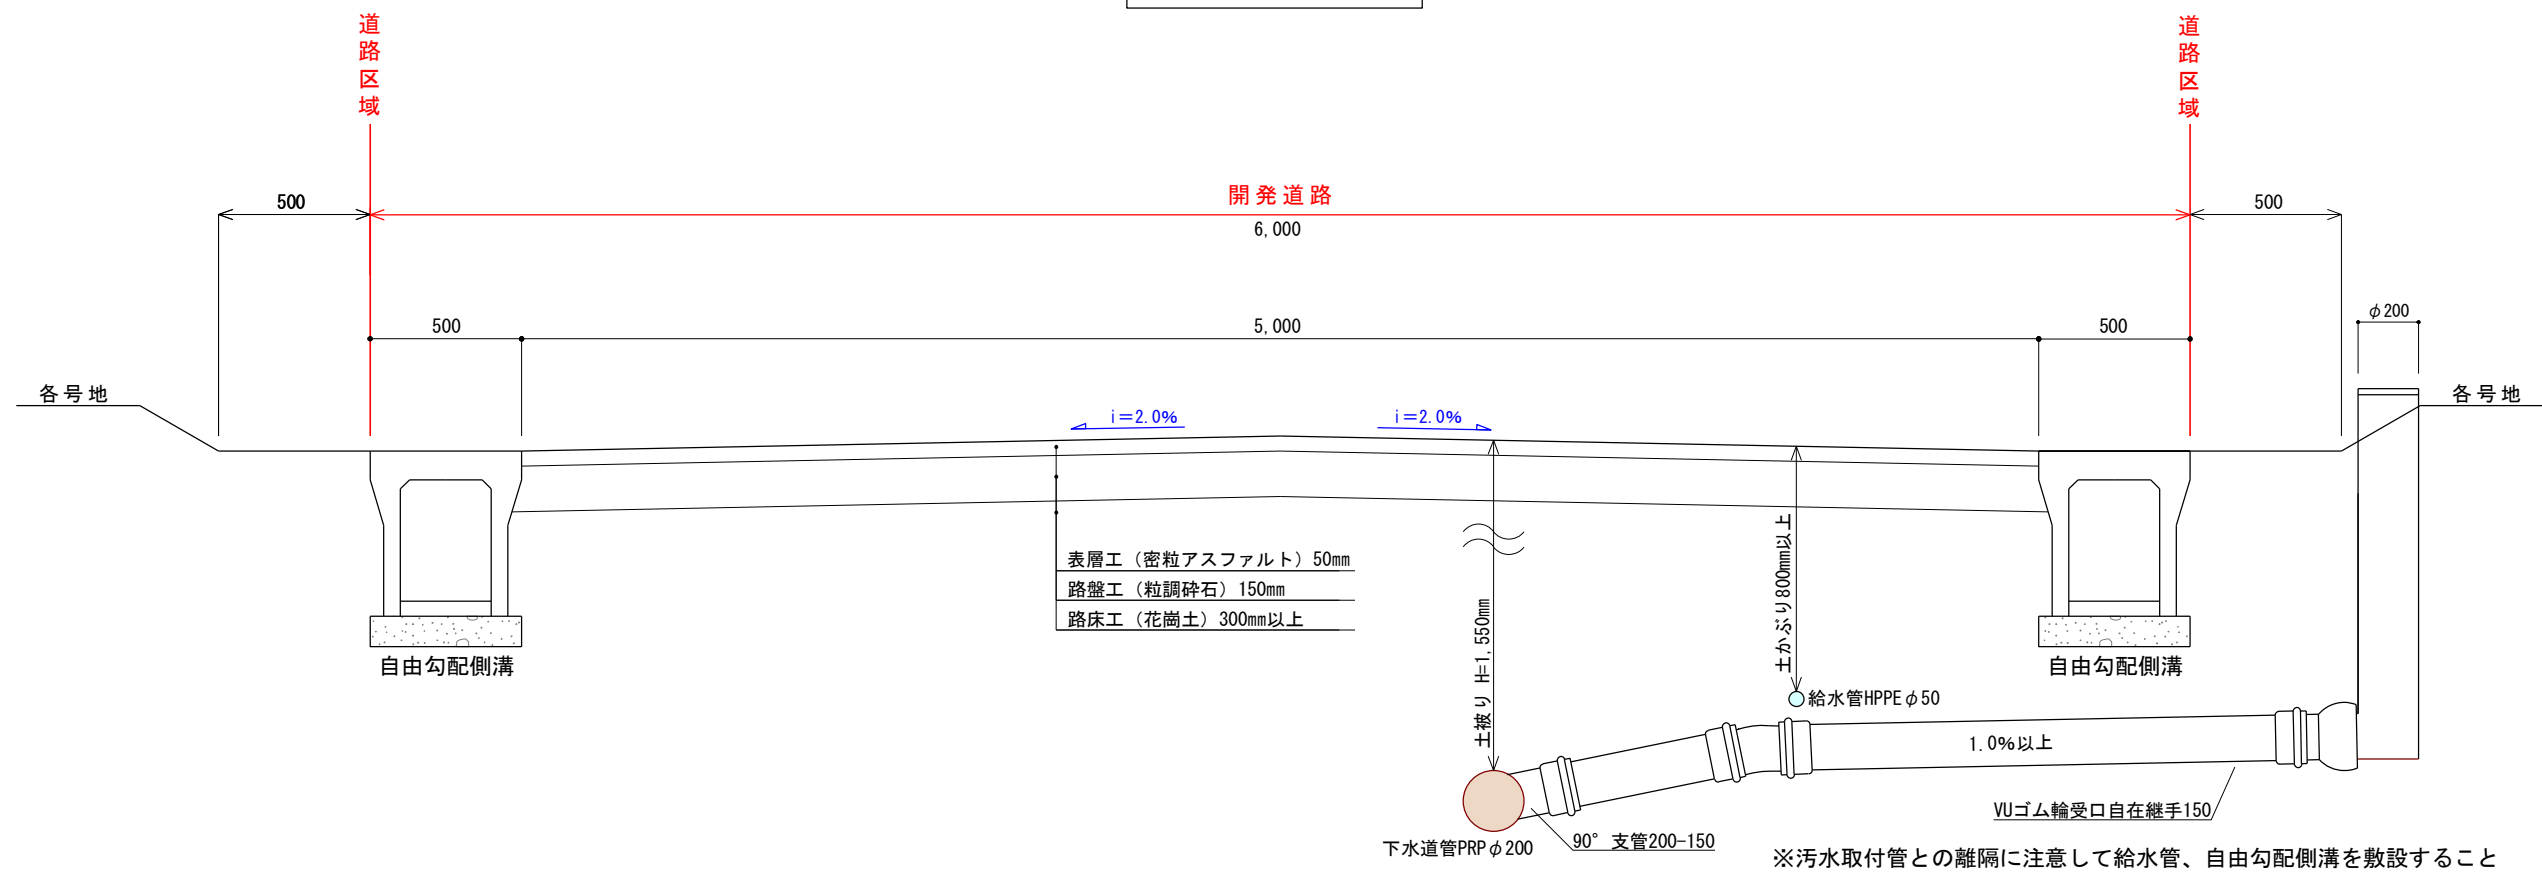 道路区域
道路区域
500
開発道路
500
6,000
500
5,000
500
φ200
各号地
各号地
i=2.0%
i=2.0%
表層工（密粒アスファルト）50mm
路盤工（粒調砕石）150mm
路床工（花崗土）300mm以上
土被り H=1,550mm
土かぶり800mm以上
自由勾配側溝
自由勾配側溝
給水管HPPEφ50
1.0%以上
VUゴム輪受口自在継手150
下水道管PRPφ200
90° 支管200-150
※汚水取付管との離隔に注意して給水管、自由勾配側溝を敷設すること